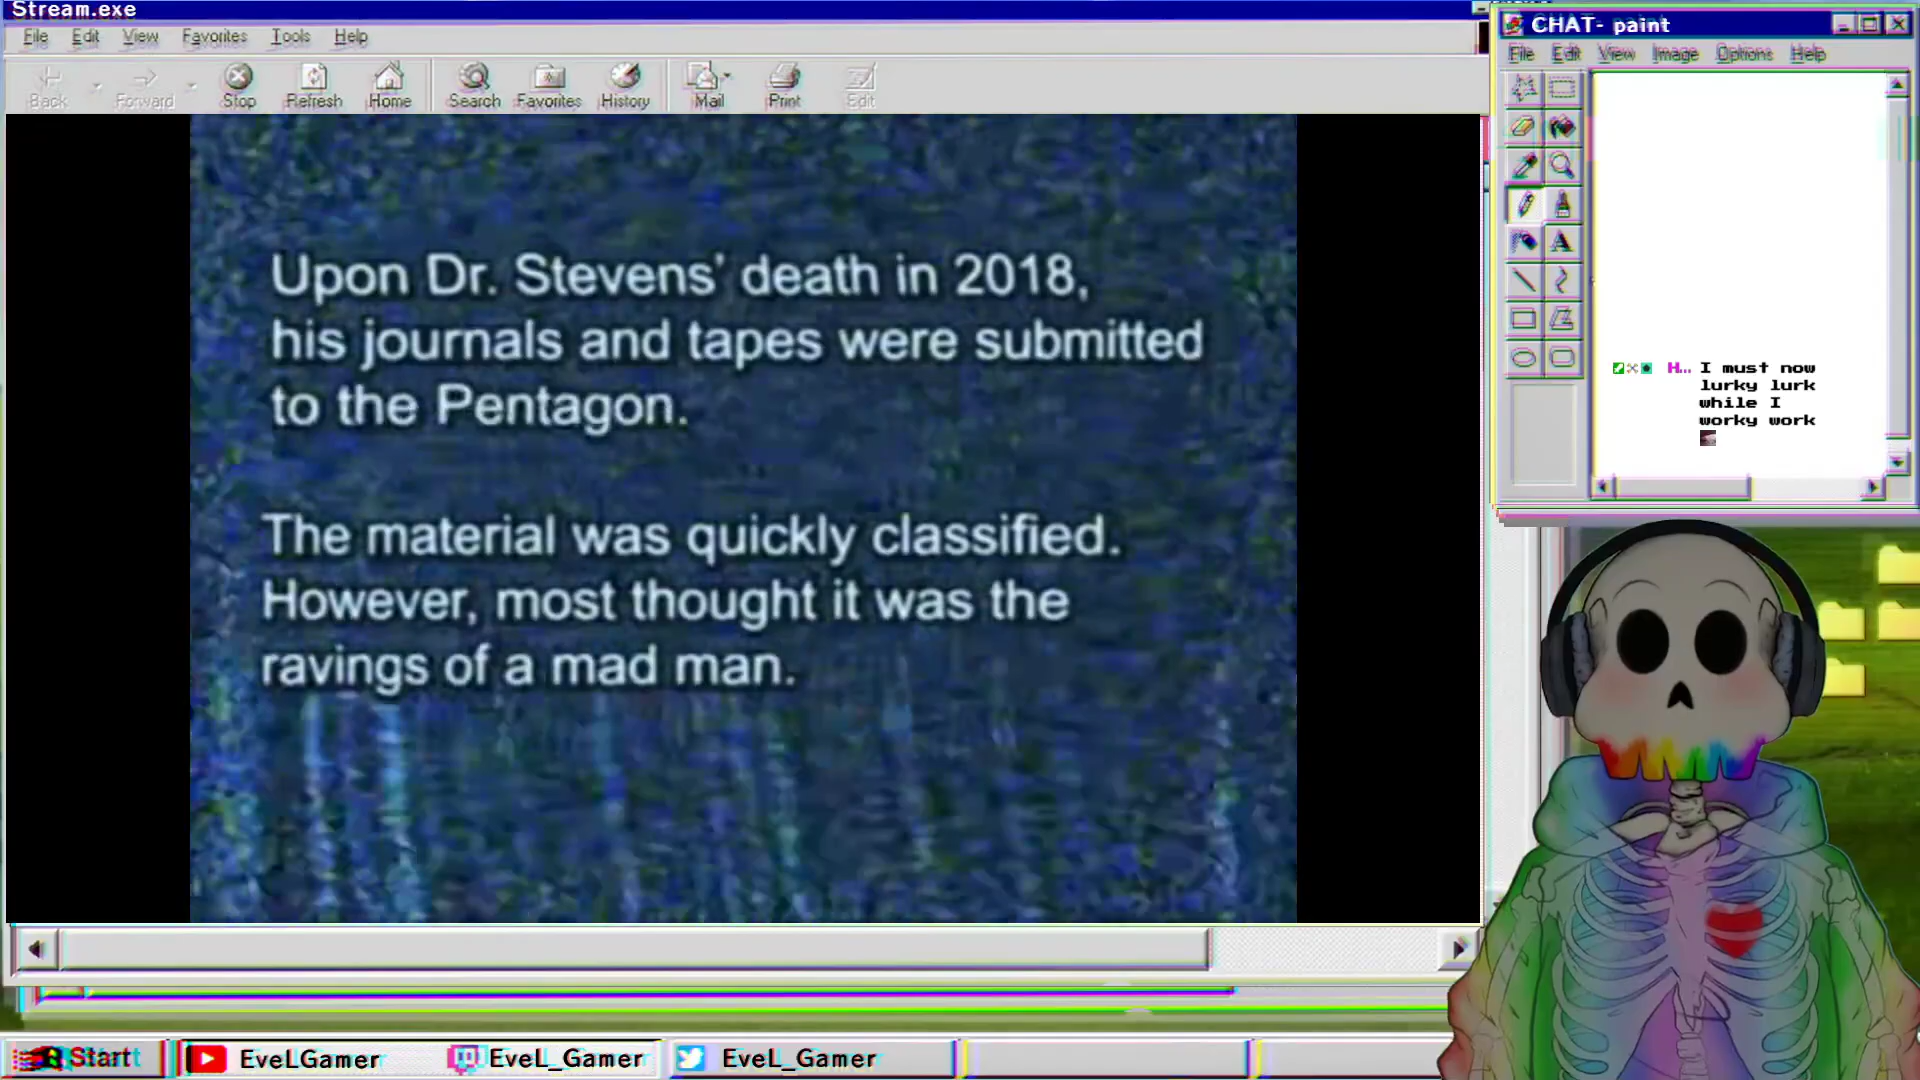 Stream.exe
File Edit View Favorites Tools Help
Back Forward Stop Refresh Home Search Favorites History Mail Print Edit
Upon Dr. Stevens' death in 2018,
his journals and tapes were submitted
to the Pentagon.
The material was quickly classified.
However, most thought it was the
ravings of a mad man.
CHAT- paint
File Edit View Image Options Help
A
H... I must now
lurky lurk
while I
worky work
Start EveLGamer EveL_Gamer EveL_Gamer